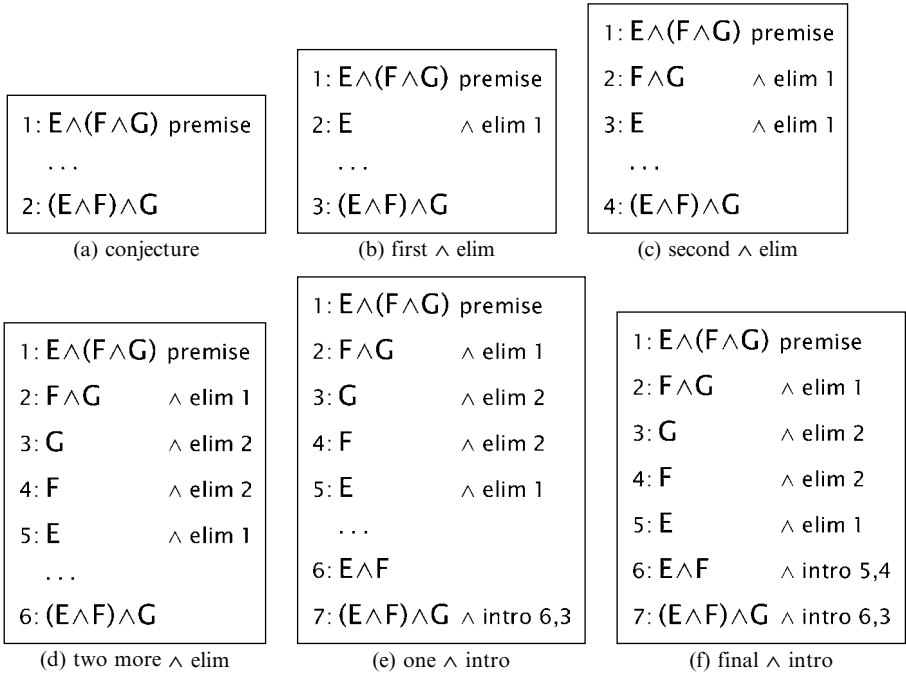 1: E∧(F∧G) premise
...
2: (E∧F)∧G
(a) conjecture
1: E∧(F∧G) premise
2: E ∧ elim 1
...
3: (E∧F)∧G
(b) first ∧ elim
1: E∧(F∧G) premise
2: F∧G ∧ elim 1
3: E ∧ elim 1
...
4: (E∧F)∧G
(c) second ∧ elim
1: E∧(F∧G) premise
2: F∧G ∧ elim 1
3: G ∧ elim 2
4: F ∧ elim 2
5: E ∧ elim 1
...
6: (E∧F)∧G
(d) two more ∧ elim
1: E∧(F∧G) premise
2: F∧G ∧ elim 1
3: G ∧ elim 2
4: F ∧ elim 2
5: E ∧ elim 1
...
6: E∧F
7: (E∧F)∧G ∧ intro 6,3
(e) one ∧ intro
1: E∧(F∧G) premise
2: F∧G ∧ elim 1
3: G ∧ elim 2
4: F ∧ elim 2
5: E ∧ elim 1
6: E∧F ∧ intro 5,4
7: (E∧F)∧G ∧ intro 6,3
(f) final ∧ intro